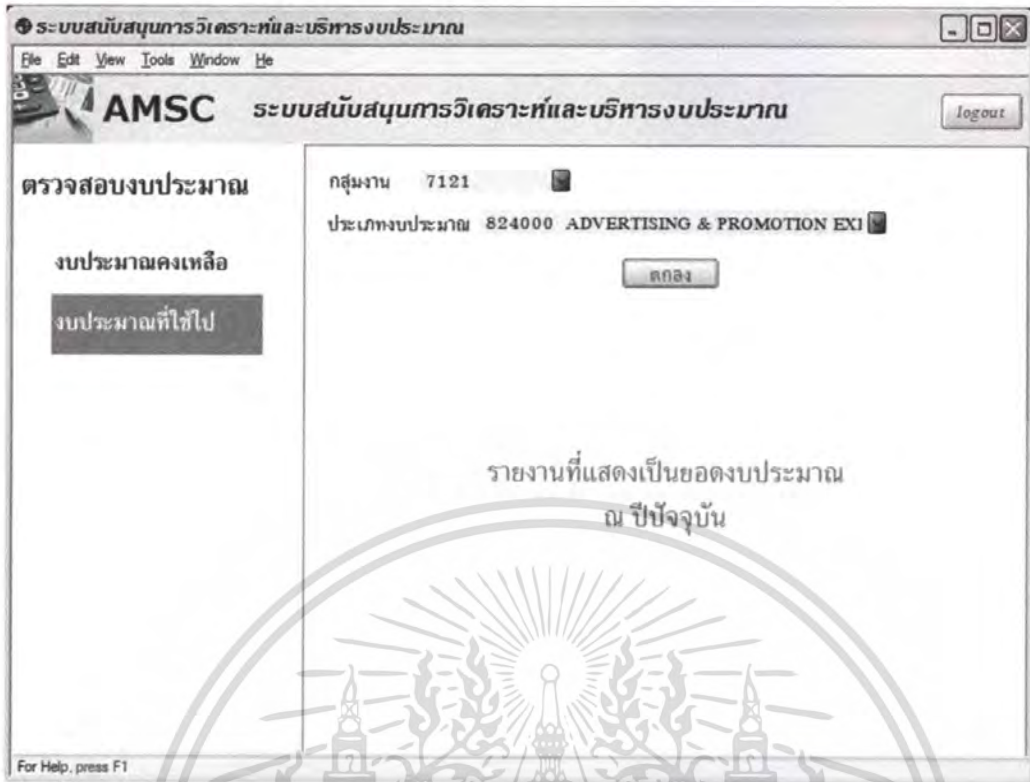 ระบบสนับสนุนการวิเคราะห์และบริหารงบประมาณ
File Edit View Tools Window He
AMSC ระบบสนับสนุนการวิเคราะห์และบริหารงบประมาณ logout
ตรวจสอบงบประมาณ
งบประมาณคงเหลือ
งบประมาณที่ใช้ไป
กลุ่มงาน 7121
ประเภทงบประมาณ 824000 ADVERTISING & PROMOTION EX1
ตกลง
รายงานที่แสดงเป็นยอดงบประมาณ
ณ ปีปัจจุบัน
For Help, press F1